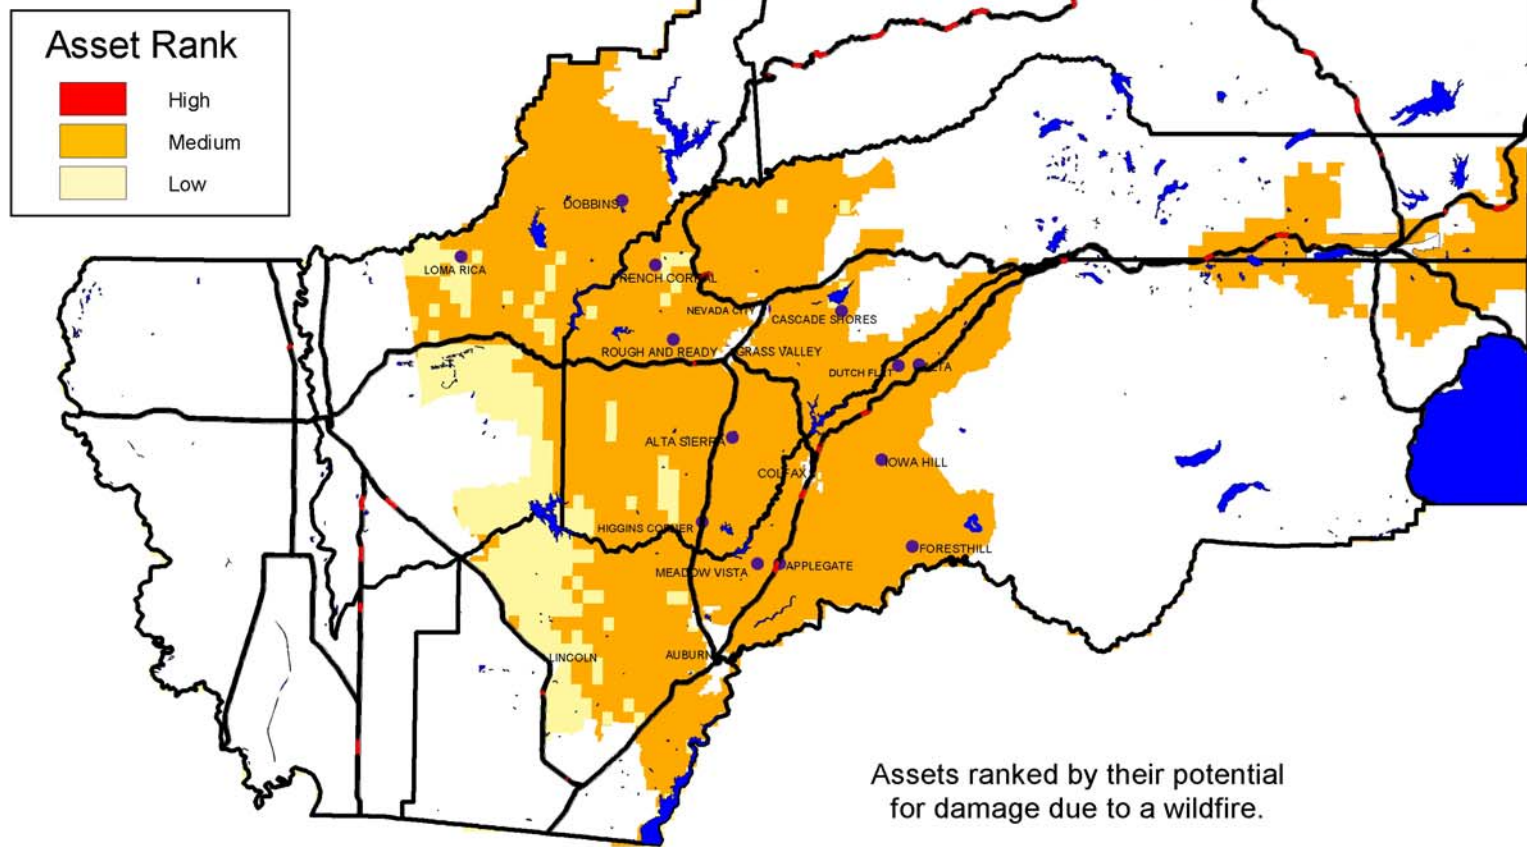 Asset Rank
High
Medium
Low
DOBBINS
LOMA RICA
FRENCH CORRAL
NEVADA CITY
CASCADE SHORES
ROUGH AND READY
GRASS VALLEY
DUTCH FLAT
ALTA
ALTA SIERRA
COLFAX
IOWA HILL
HIGGINS CORNER
FORESTHILL
MEADOW VISTA
APPLEGATE
LINCOLN
AUBURN
Assets ranked by their potential
for damage due to a wildfire.